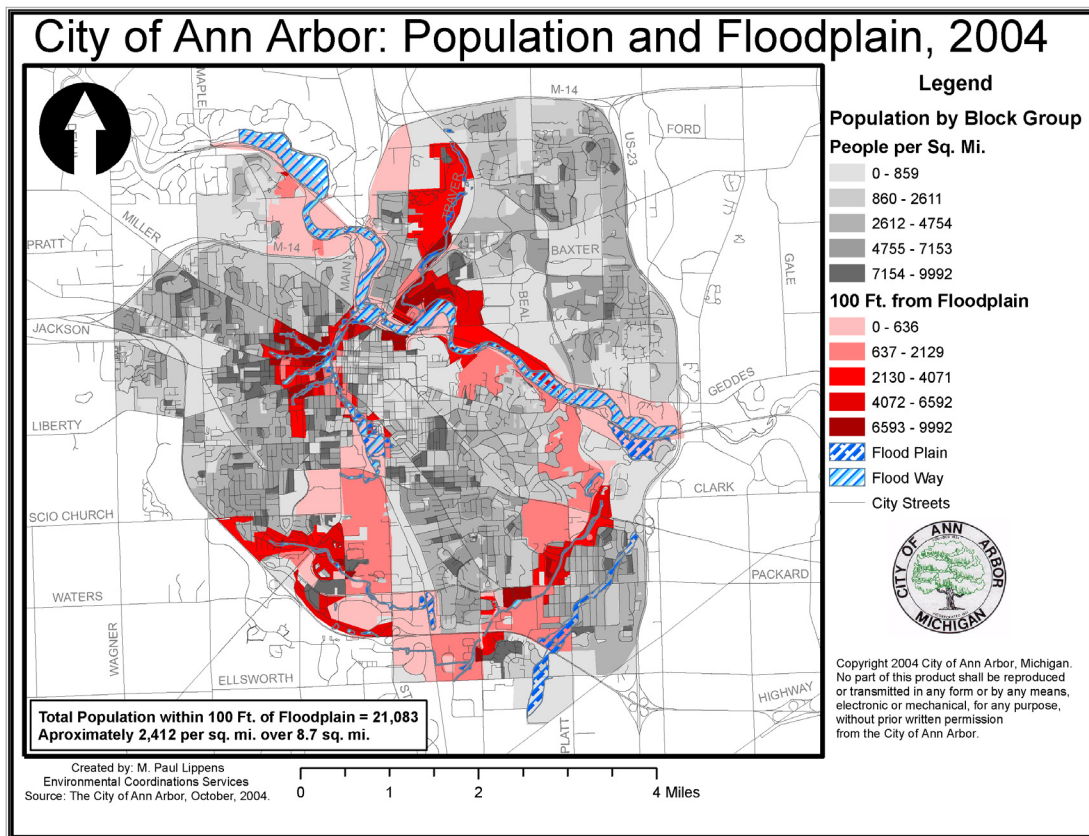 City of Ann Arbor: Population and Floodplain, 2004
MAPLE
M-14
FORD
US-23
TRAVER
MILLER
PRATT
M-14
MAIN
BAXTER
GALE
BEAL
JACKSON
GEDDES
LIBERTY
CLARK
SCIO CHURCH
PACKARD
WATERS
WAGNER
ELLSWORTH
ST
PLATT
HIGHWAY
Total Population within 100 Ft. of Floodplain = 21,083
Aproximately 2,412 per sq. mi. over 8.7 sq. mi.
Legend
Population by Block Group
People per Sq. Mi.
0 - 859
860 - 2611
2612 - 4754
4755 - 7153
7154 - 9992
100 Ft. from Floodplain
0 - 636
637 - 2129
2130 - 4071
4072 - 6592
6593 - 9992
Flood Plain
Flood Way
City Streets
CITY OF ANN ARBOR
MICHIGAN
Copyright 2004 City of Ann Arbor, Michigan.
No part of this product shall be reproduced
or transmitted in any form or by any means,
electronic or mechanical, for any purpose,
without prior written permission
from the City of Ann Arbor.
Created by: M. Paul Lippens
Environmental Coordinations Services
Source: The City of Ann Arbor, October, 2004.
0 1 2 4 Miles